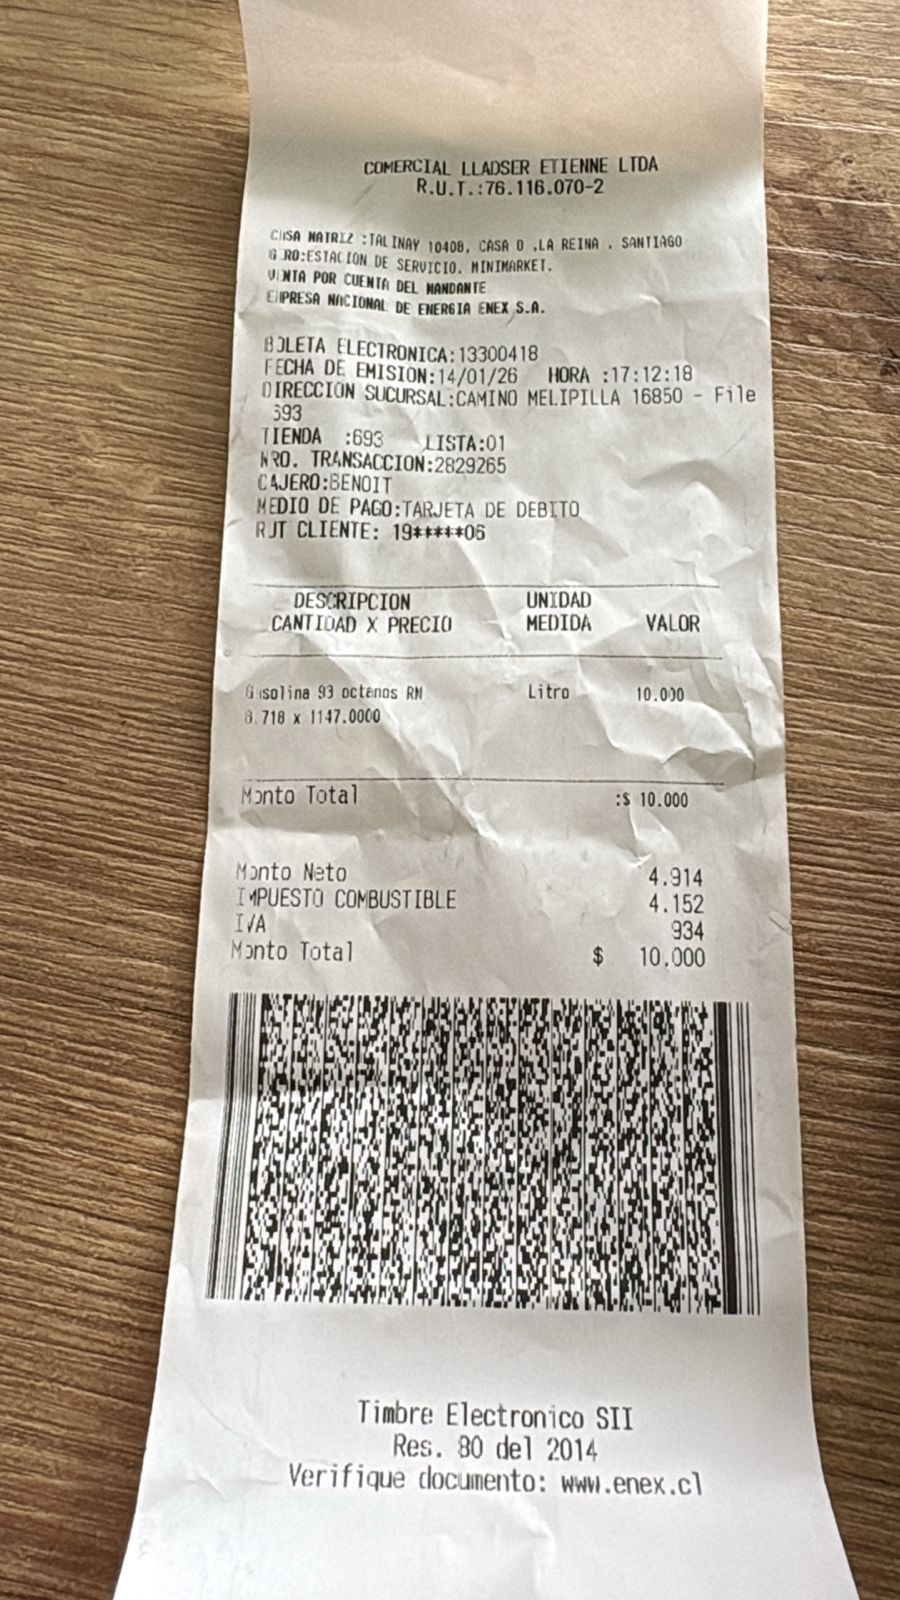 COMERCIAL LLADSER ETIENNE LTDA
R.U.T.:76.116.070-2
CASA MATRIZ :TALINAY 10408, CASA D ,LA REINA , SANTIAGO
GIRO:ESTACION DE SERVICIO. MINIMARKET.
VENTA POR CUENTA DEL MANDANTE
EMPRESA NACIONAL DE ENERGIA ENEX S.A.
BOLETA ELECTRONICA:13300418
FECHA DE EMISION:14/01/26 HORA :17:12:18
DIRECCION SUCURSAL:CAMINO MELIPILLA 16850 - File
693
TIENDA :693 LISTA:01
NRO. TRANSACCION:2829265
CAJERO:BENOIT
MEDIO DE PAGO:TARJETA DE DEBITO
RUT CLIENTE: 19*****06
DESCRIPCION UNIDAD
CANTIDAD X PRECIO MEDIDA VALOR
Gasolina 93 octanos RM Litro 10.000
8.718 x 1147.0000
Monto Total :$ 10.000
Monto Neto 4.914
IMPUESTO COMBUSTIBLE 4.152
IVA 934
Monto Total $ 10.000
Timbre Electronico SII
Res. 80 del 2014
Verifique documento: www.enex.cl